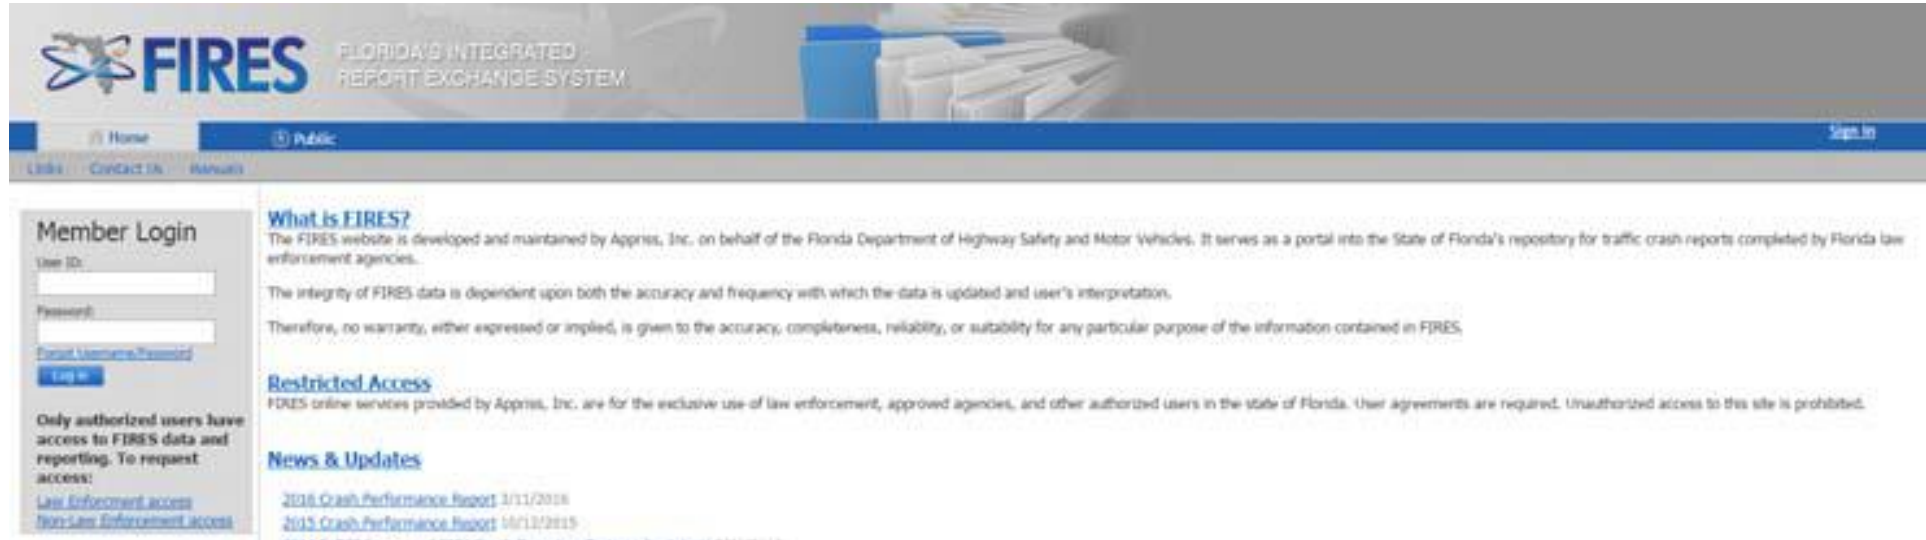 FIRES
FLORIDA'S INTEGRATED
REPORT EXCHANGE SYSTEM
Home
Public
Sign In
Links Contact Us Manuals
Member Login
User ID:
Password:
Forgot Username/Password
Log in
Only authorized users have
access to FIRES data and
reporting. To request
access:
Law Enforcment access
Non-Law Enforcement access
What is FIRES?
The FIRES website is developed and maintained by Appriss, Inc. on behalf of the Florida Department of Highway Safety and Motor Vehicles. It serves as a portal into the State of Florida's repository for traffic crash reports completed by Florida law
enforcement agencies.
The integrity of FIRES data is dependent upon both the accuracy and frequency with which the data is updated and user's interpretation.
Therefore, no warranty, either expressed or implied, is given to the accuracy, completeness, reliablity, or suitability for any particular purpose of the information contained in FIRES.
Restricted Access
FIRES online services provided by Appriss, Inc. are for the exclusive use of law enforcement, approved agencies, and other authorized users in the state of Florida. User agreements are required. Unauthorized access to this site is prohibited.
News & Updates
2016 Crash Performance Report 3/11/2016
2015 Crash Performance Report 10/12/2015